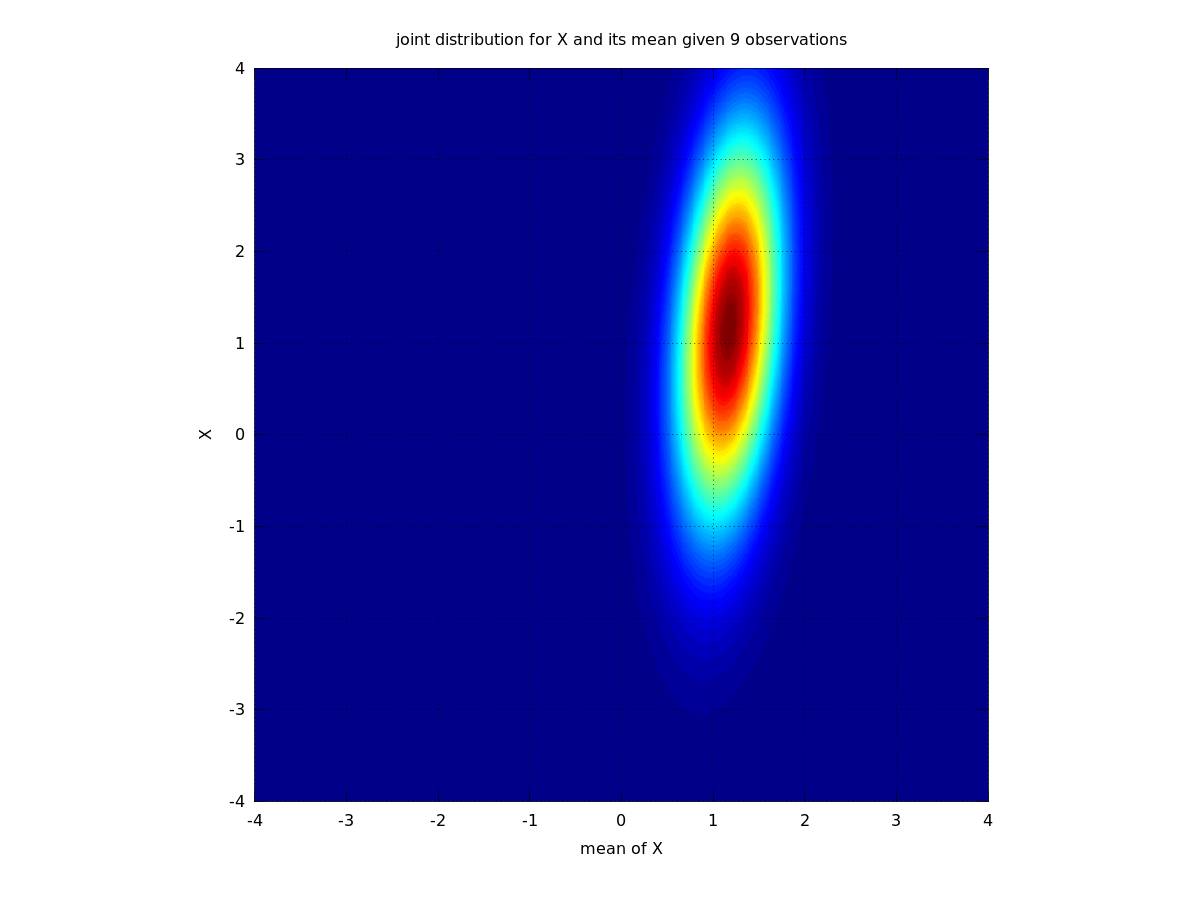 joint distribution for X and its mean given 9 observations
4
3
2
1
0
-1
-2
-3
-4
X
-4 -3 -2 -1 0 1 2 3 4
mean of X